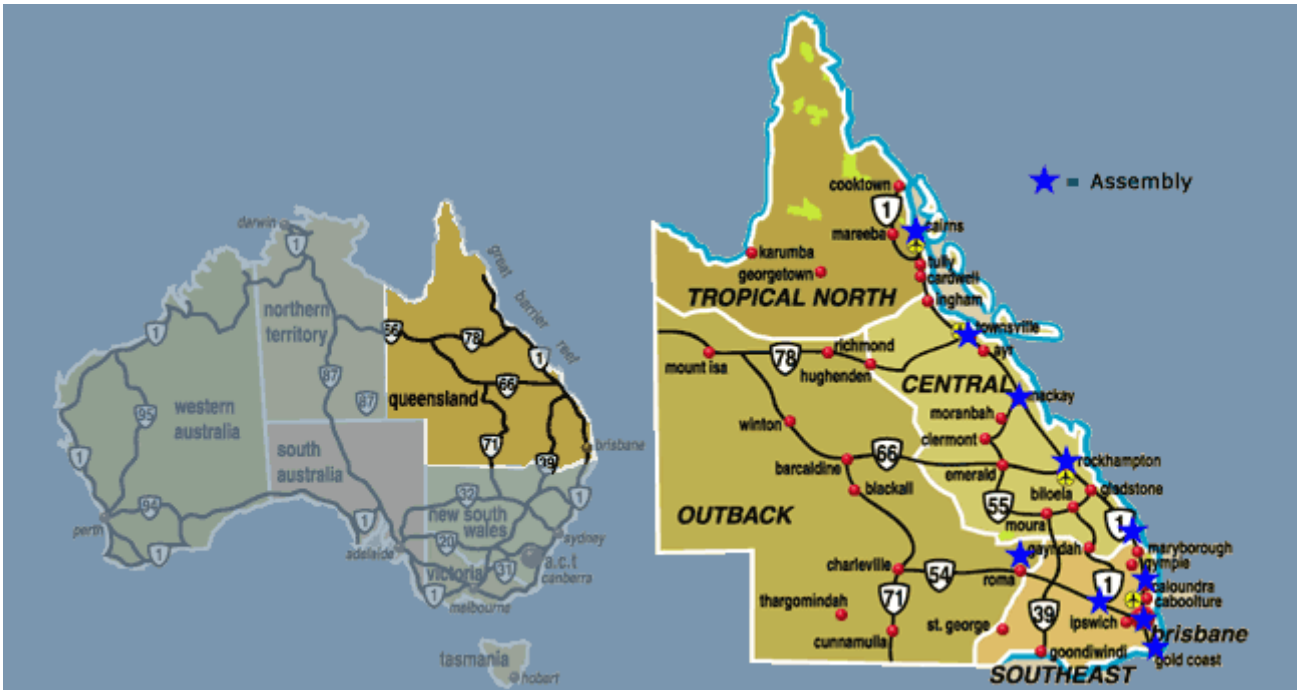 darwin
1
northern
territory
great
barrier
reef
66
78
1
1
87
87
queensland
66
western
australia
95
71
39
brisbane
south
australia
1
94
perth
1
1
adelaide
32
new south
wales
20
1
sydney
victoria
31
a.c.t
canberra
1
melbourne
tasmania
hobart
= Assembly
cooktown
1
mareeba
cairns
karumba
georgetown
tully
cardwell
TROPICAL NORTH
ingham
townsville
richmond
ayr
mount isa
78
hughenden
CENTRAL
mackay
moranbah
winton
clermont
barcaldine
66
emerald
rockhampton
blackall
biloela
gladstone
OUTBACK
55
moura
1
gayndah
maryborough
gympie
charleville
54
roma
1
caloundra
caboolture
71
thargomindah
39
ipswich
st. george
brisbane
cunnamulla
goondiwindi
gold coast
SOUTHEAST